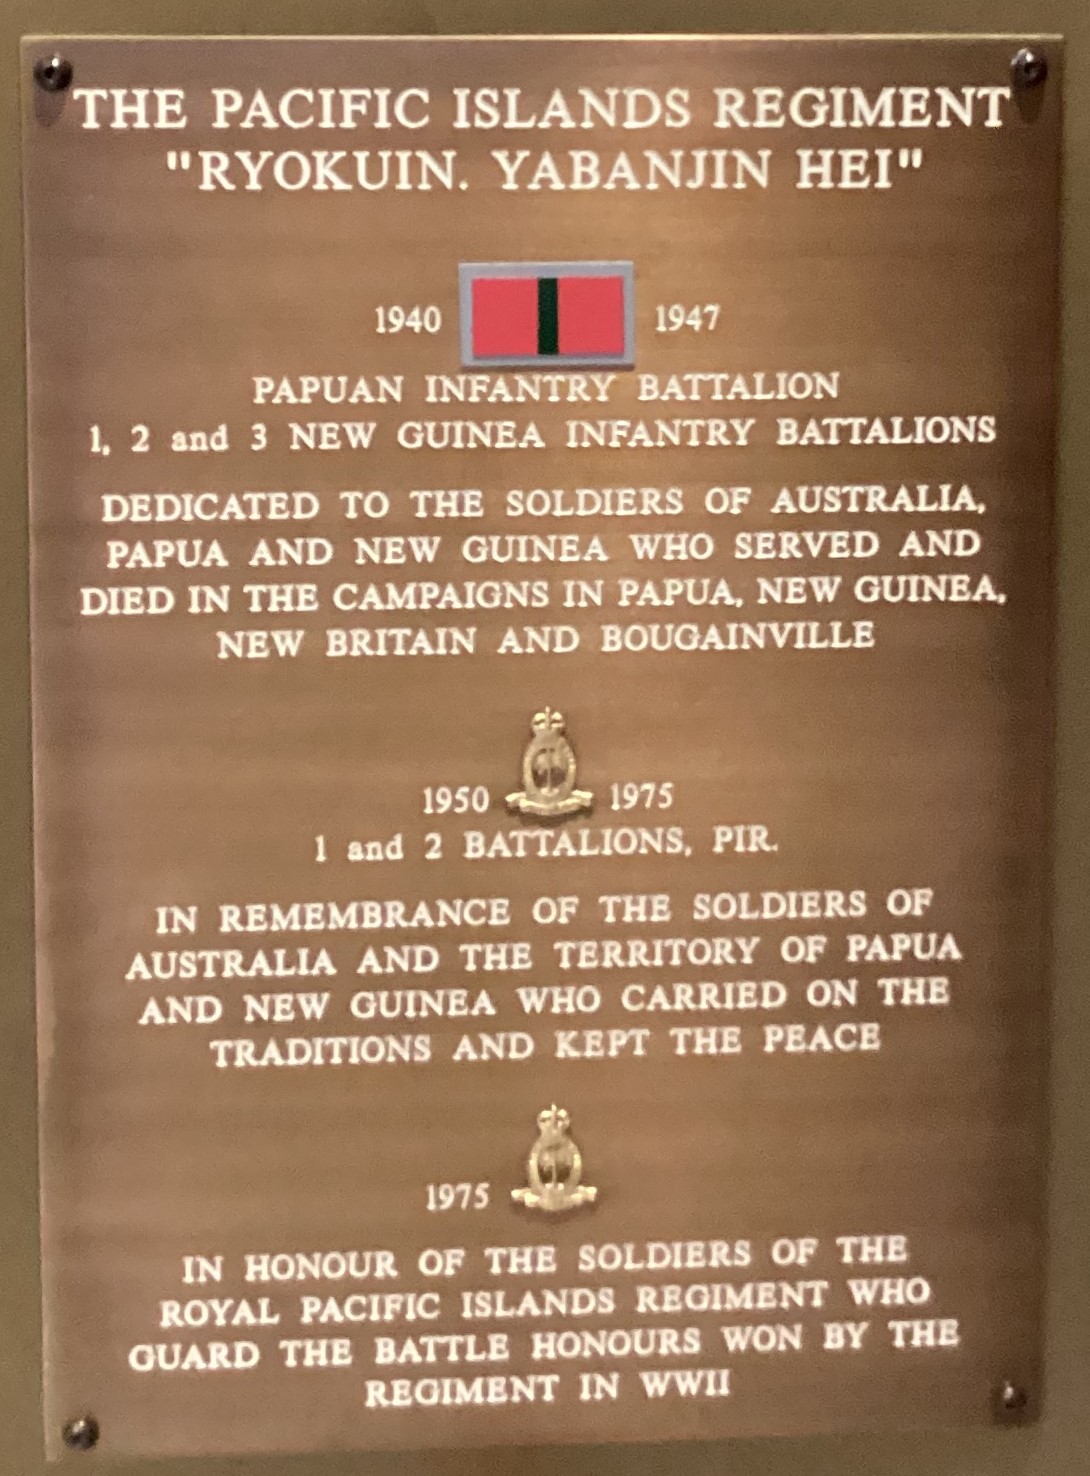 THE PACIFIC ISLANDS REGIMENT
"RYOKUIN. YABANJIN HEI"
1940 1947
PAPUAN INFANTRY BATTALION
1, 2 and 3 NEW GUINEA INFANTRY BATTALIONS
DEDICATED TO THE SOLDIERS OF AUSTRALIA,
PAPUA AND NEW GUINEA WHO SERVED AND
DIED IN THE CAMPAIGNS IN PAPUA, NEW GUINEA,
NEW BRITAIN AND BOUGAINVILLE
1950 1975
1 and 2 BATTALIONS, PIR.
IN REMEMBRANCE OF THE SOLDIERS OF
AUSTRALIA AND THE TERRITORY OF PAPUA
AND NEW GUINEA WHO CARRIED ON THE
TRADITIONS AND KEPT THE PEACE
1975
IN HONOUR OF THE SOLDIERS OF THE
ROYAL PACIFIC ISLANDS REGIMENT WHO
GUARD THE BATTLE HONOURS WON BY THE
REGIMENT IN WWII